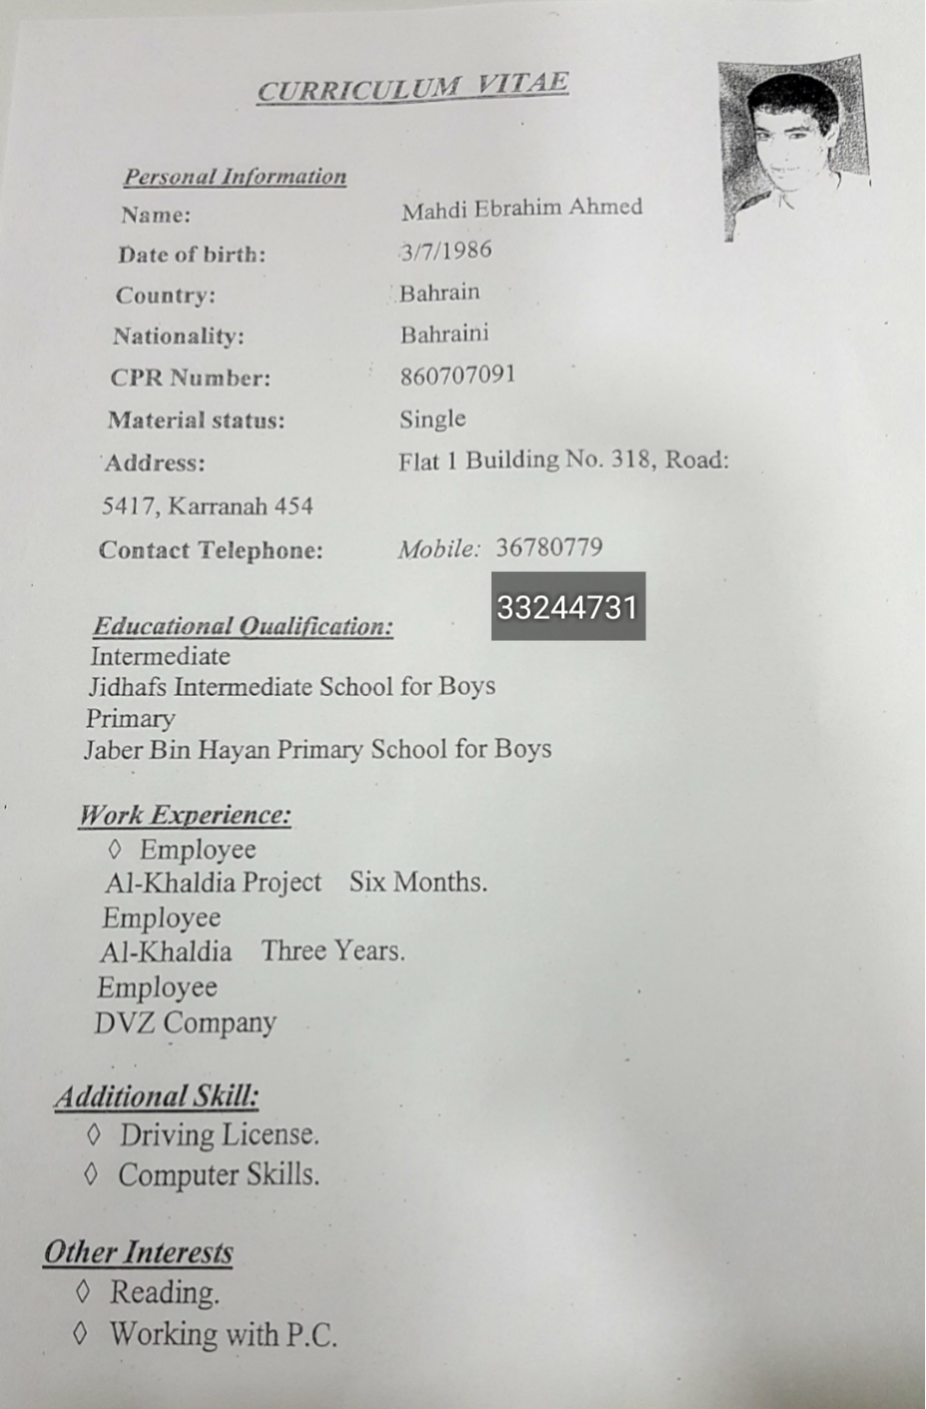 CURRICULUM VITAE
Personal Information
Name: Mahdi Ebrahim Ahmed
Date of birth: 3/7/1986
Country: Bahrain
Nationality: Bahraini
CPR Number: 860707091
Material status: Single
Address: Flat 1 Building No. 318, Road:
5417, Karranah 454
Contact Telephone: Mobile: 36780779
33244731
Educational Qualification:
Intermediate
Jidhafs Intermediate School for Boys
Primary
Jaber Bin Hayan Primary School for Boys
Work Experience:
◊ Employee
Al-Khaldia Project Six Months.
Employee
Al-Khaldia Three Years.
Employee
DVZ Company
Additional Skill:
◊ Driving License.
◊ Computer Skills.
Other Interests
◊ Reading.
◊ Working with P.C.